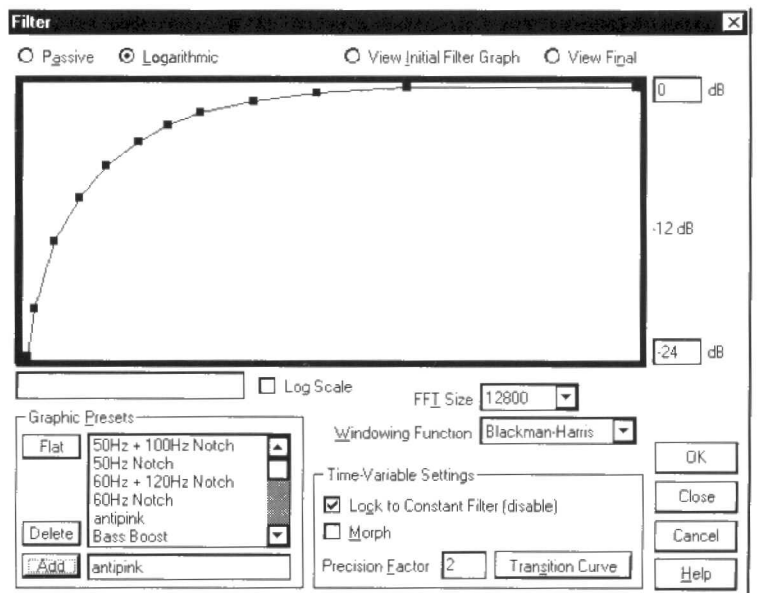 Filter
Passive Logarithmic View Initial Filter Graph View Final
0 dB
-12 dB
-24 dB
Log Scale
FFT Size 12800
Windowing Function Blackman-Harris
Graphic Presets
Flat
50Hz + 100Hz Notch
50Hz Notch
60Hz + 120Hz Notch
60Hz Notch
antipink
Bass Boost
Delete
Add antipink
Time-Variable Settings
Lock to Constant Filter (disable)
Morph
Precision Factor 2 Transition Curve
OK
Close
Cancel
Help